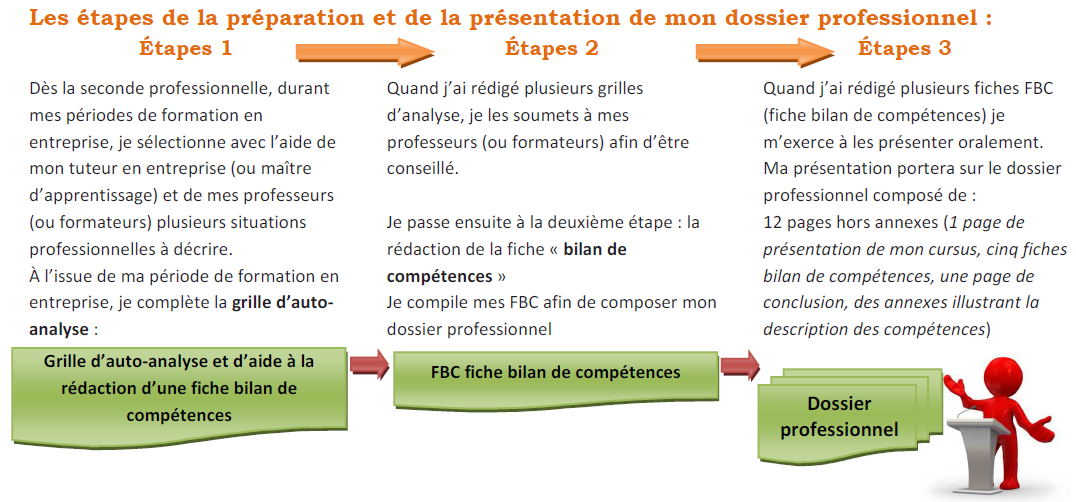 Les étapes de la préparation et de la présentation de mon dossier professionnel :
Étapes 1
Étapes 2
Étapes 3
Dès la seconde professionnelle, durant
mes périodes de formation en
entreprise, je sélectionne avec l’aide de
mon tuteur en entreprise (ou maître
d’apprentissage) et de mes professeurs
(ou formateurs) plusieurs situations
professionnelles à décrire.
À l’issue de ma période de formation en
entreprise, je complète la grille d’auto-
analyse :
Quand j’ai rédigé plusieurs grilles
d’analyse, je les soumets à mes
professeurs (ou formateurs) afin d’être
conseillé.
Je passe ensuite à la deuxième étape : la
rédaction de la fiche « bilan de
compétences »
Je compile mes FBC afin de composer mon
dossier professionnel
Quand j’ai rédigé plusieurs fiches FBC
(fiche bilan de compétences) je
m’exerce à les présenter oralement.
Ma présentation portera sur le dossier
professionnel composé de :
12 pages hors annexes (1 page de
présentation de mon cursus, cinq fiches
bilan de compétences, une page de
conclusion, des annexes illustrant la
description des compétences)
Grille d’auto-analyse et d’aide à la
rédaction d’une fiche bilan de
compétences
FBC fiche bilan de compétences
Dossier
professionnel